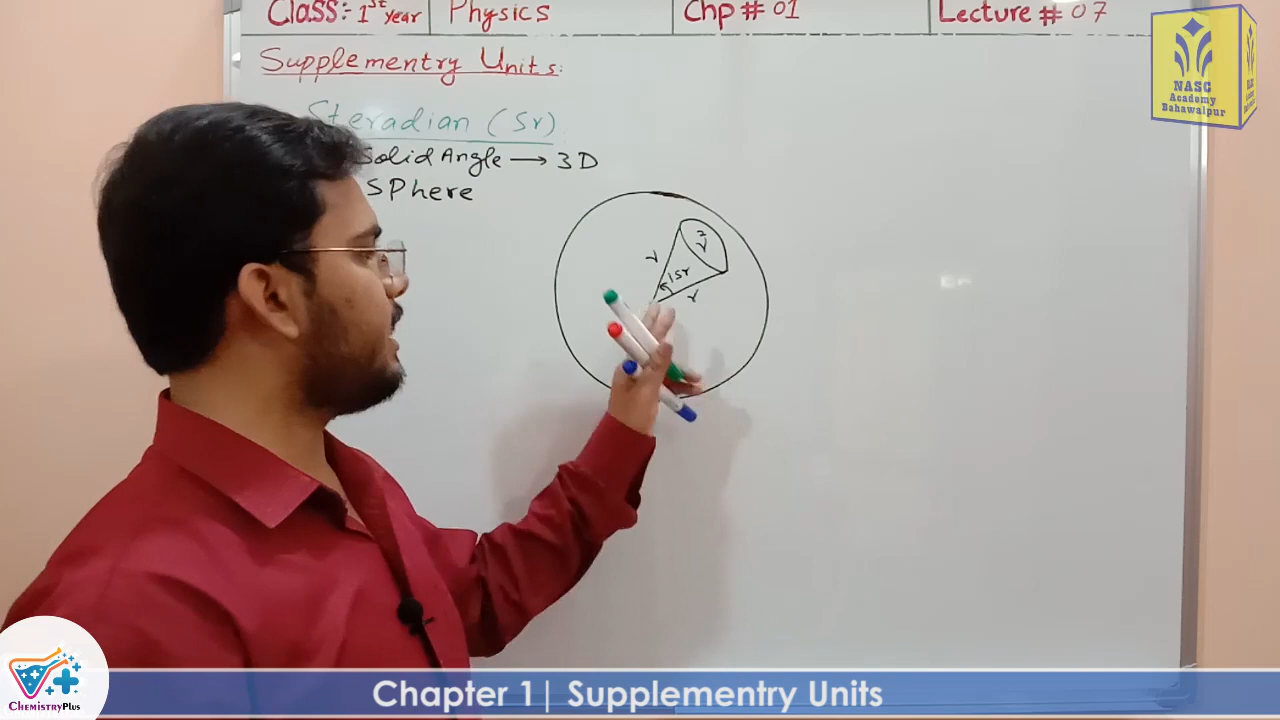 Class:- 1st year Physics Chp # 01 Lecture # 07
Supplementry Units:
Steradian (Sr)
Solid Angle → 3D
SPhere
r²
r
1 Sr
r
NASC
Academy
Bahawalpur
CHEMISTRYPLUS
Chapter 1| Supplementry Units